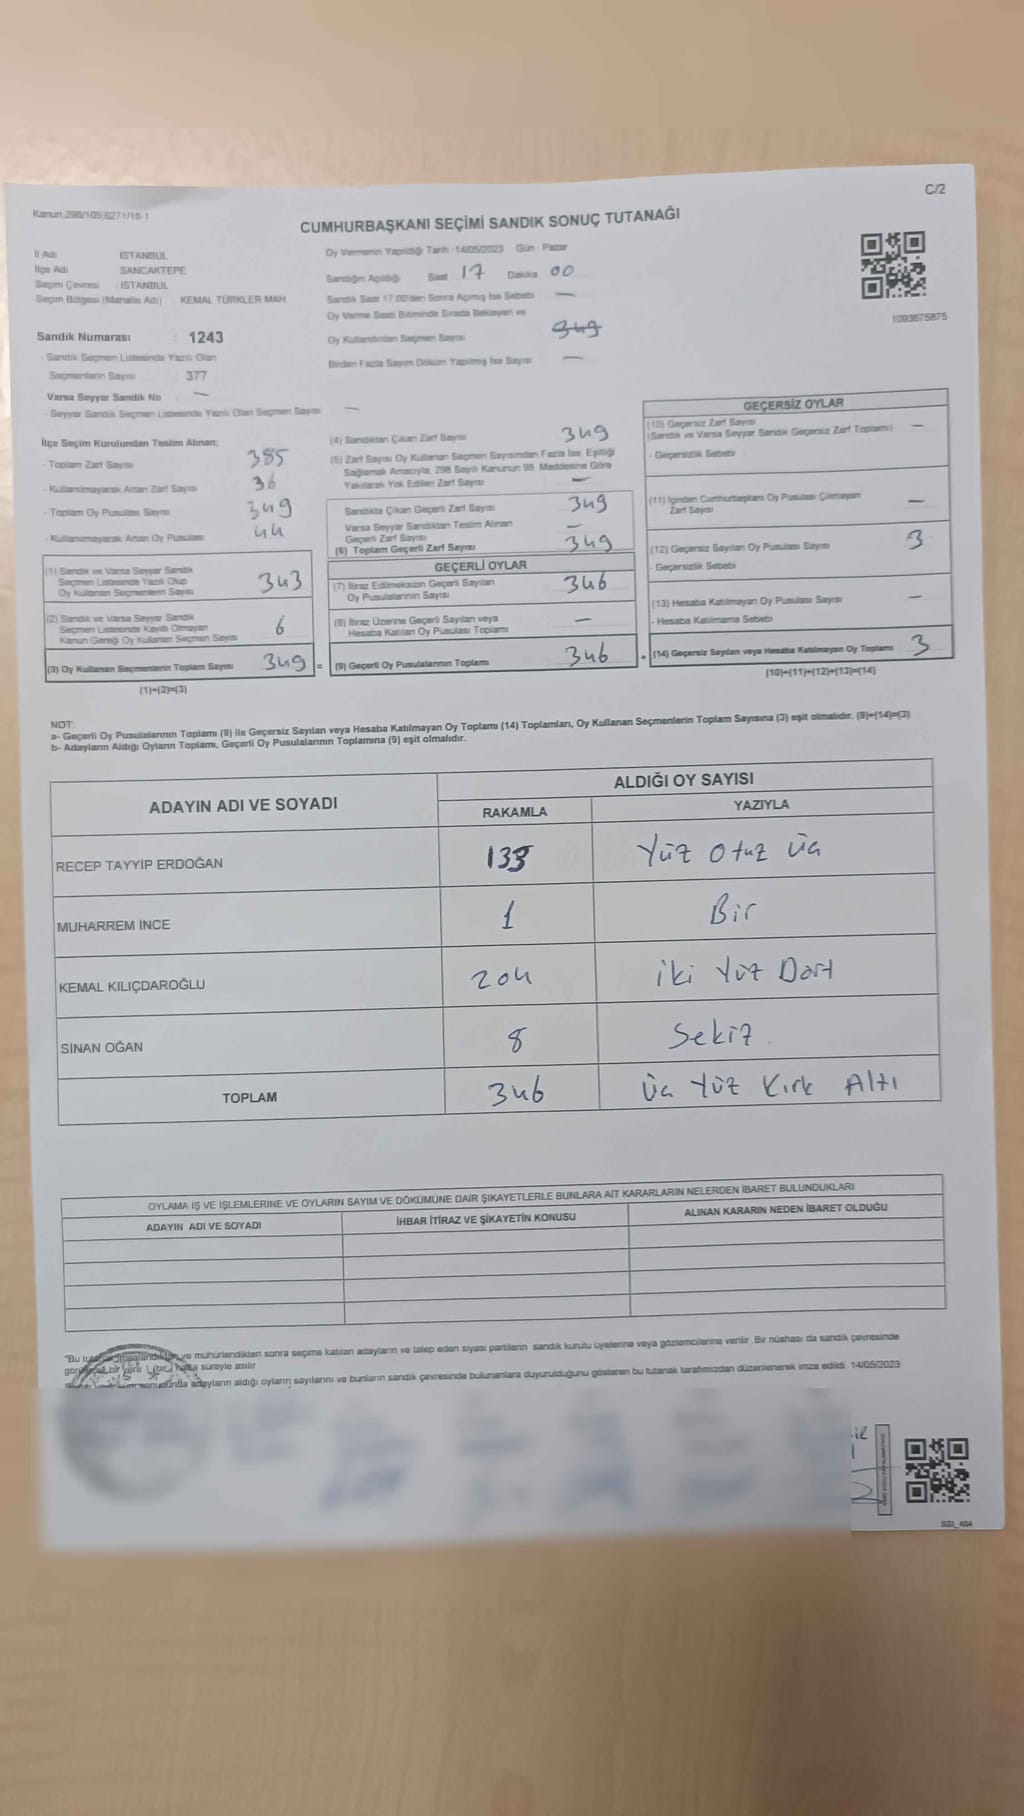 C/2
Kanun:298/105;6271/18-1
CUMHURBAŞKANI SEÇİMİ SANDIK SONUÇ TUTANAĞI
İl Adı İSTANBUL
İlçe Adı SANCAKTEPE
Seçim Çevresi : İSTANBUL
Seçim Bölgesi (Mahalle Adı) : KEMAL TÜRKLER MAH
Sandık Numarası : 1243
- Sandık Seçmen Listesinde Yazılı Olan
Seçmenlerin Sayısı 377
Varsa Seyyar Sandık No —
- Seyyar Sandık Seçmen Listesinde Yazılı Olan Seçmen Sayısı —
Oy Vermenin Yapıldığı Tarih :14/05/2023 Gün Pazar
Sandığın Açıldığı Saat 17 Dakika 00
Sandık Saat 17:00'den Sonra Açılmış İse Sebebi —
Oy Verme Saati Bitiminde Sırada Bekleyen ve
Oy Kullandırılan Seçmen Sayısı 349
Birden Fazla Sayım Döküm Yapılmış İse Sayısı —
1093675875
İlçe Seçim Kurulundan Teslim Alınan;
- Toplam Zarf Sayısı 385
- Kullanılmayarak Artan Zarf Sayısı 36
- Toplam Oy Pusulası Sayısı 349
- Kullanılmayarak Artan Oy Pusulası 44
(1) Sandık ve Varsa Seyyar Sandık
Seçmen Listesinde Yazılı Olup
Oy Kullanan Seçmenlerin Sayısı 343
(2) Sandık ve Varsa Seyyar Sandık
Seçmen Listesinde Kayıtlı Olmayan
Kanun Gereği Oy Kullanan Seçmen Sayısı 6
(3) Oy Kullanan Seçmenlerin Toplam Sayısı 349 =
(1)+(2)=(3)
(4) Sandıktan Çıkan Zarf Sayısı 349
(5) Zarf Sayısı Oy Kullanan Seçmen Sayısından Fazla İse, Eşitliği
Sağlamak Amacıyla, 298 Sayılı Kanunun 98. Maddesine Göre
Yakılarak Yok Edilen Zarf Sayısı —
Sandıkta Çıkan Geçerli Zarf Sayısı 349
Varsa Seyyar Sandıktan Teslim Alınan
Geçerli Zarf Sayısı —
(6) Toplam Geçerli Zarf Sayısı 349
GEÇERLİ OYLAR
(7) İtiraz Edilmeksizin Geçerli Sayılan
Oy Pusulalarının Sayısı 346
(8) İtiraz Üzerine Geçerli Sayılan veya
Hesaba Katılan Oy Pusulası Toplamı —
(9) Geçerli Oy Pusulalarının Toplamı 346 +
GEÇERSİZ OYLAR
(10) Geçersiz Zarf Sayısı
(Sandık ve Varsa Seyyar Sandık Geçersiz Zarf Toplamı) —
- Geçersizlik Sebebi
(11) İçinden Cumhurbaşkanı Oy Pusulası Çıkmayan
Zarf Sayısı —
(12) Geçersiz Sayılan Oy Pusulası Sayısı 3
- Geçersizlik Sebebi
(13) Hesaba Katılmayan Oy Pusulası Sayısı —
- Hesaba Katılmama Sebebi
(14) Geçersiz Sayılan veya Hesaba Katılmayan Oy Toplamı 3
(10)+(11)+(12)+(13)=(14)
NOT:
a- Geçerli Oy Pusulalarının Toplamı (9) ile Geçersiz Sayılan veya Hesaba Katılmayan Oy Toplamı (14) Toplamları, Oy Kullanan Seçmenlerin Toplam Sayısına (3) eşit olmalıdır. (9)+(14)=(3)
b- Adayların Aldığı Oyların Toplamı, Geçerli Oy Pusulalarının Toplamına (9) eşit olmalıdır.
ADAYIN ADI VE SOYADI ALDIĞI OY SAYISI
RAKAMLA YAZIYLA
RECEP TAYYİP ERDOĞAN 133 Yüz Otuz Üç
MUHARREM İNCE 1 Bir
KEMAL KILIÇDAROĞLU 204 İki Yüz Dört
SİNAN OĞAN 8 Sekiz
TOPLAM 346 Üç Yüz Kırk Altı
OYLAMA İŞ VE İŞLEMLERİNE VE OYLARIN SAYIM VE DÖKÜMÜNE DAİR ŞİKAYETLERLE BUNLARA AİT KARARLARIN NELERDEN İBARET BULUNDUKLARI
ADAYIN ADI VE SOYADI İHBAR İTİRAZ VE ŞİKAYETİN KONUSU ALINAN KARARIN NEDEN İBARET OLDUĞU
"Bu ve mühürlendikten sonra seçime katılan adayların ve talep eden siyasi partilerin sandık kurulu üyelerine veya gözlemcilerine verilir. Bir nüshası da sandık çevresinde
bir yere 1 (bir) hafta süreyle asılır
sonucunda adayların aldığı oyların sayılarını ve bunların sandık çevresinde bulunanlara duyurulduğunu gösteren bu tutanak tarafımızdan düzenlenerek imza edildi. 14/05/2023
SSt_404